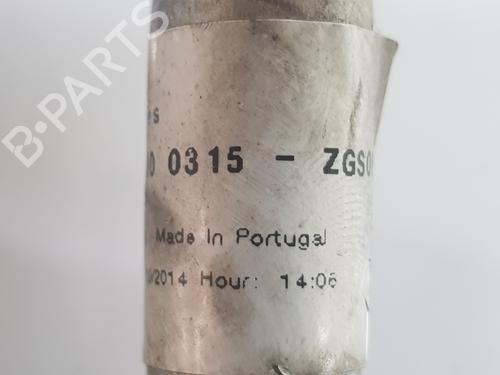 B-PARTS
0315 - ZGS0
Made In Portugal
/2014 Hour: 14:06